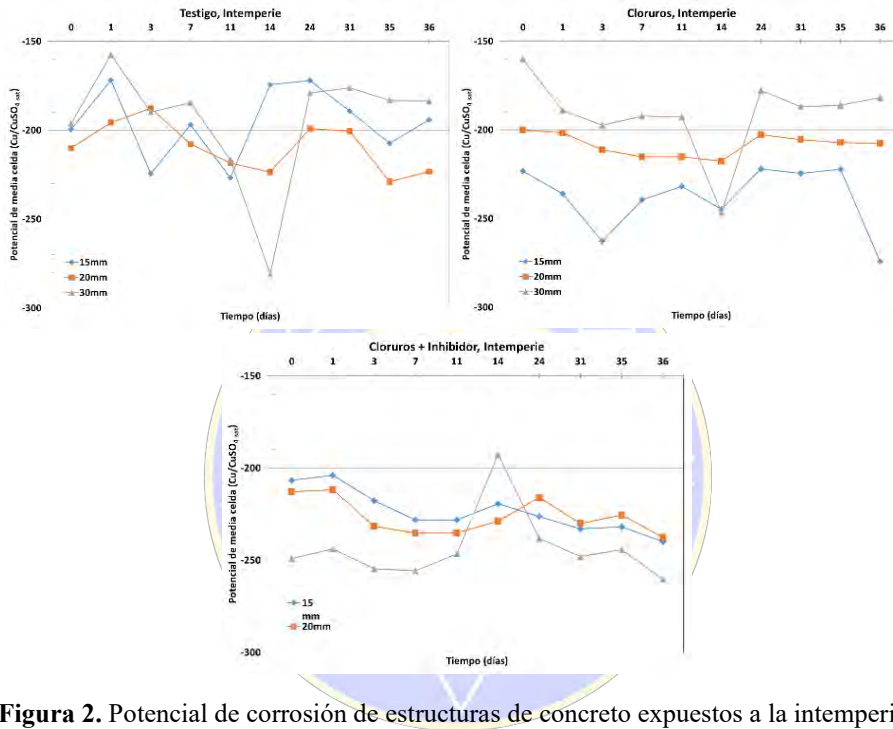 Testigo, Intemperie
0 1 3 7 11 14 24 31 35 36
-150
-200
-250
-300
Potencial de media celda (Cu/CuSO4 sat)
15mm
20mm
30mm
Tiempo (días)
Cloruros, Intemperie
0 1 3 7 11 14 24 31 35 36
-150
-200
-250
-300
Potencial de media celda (Cu/CuSO4 sat)
15mm
20mm
30mm
Tiempo (días)
Cloruros + Inhibidor, Intemperie
0 1 3 7 11 14 24 31 35 36
-150
-200
-250
-300
Potencial de media celda (Cu/CuSO4 sat)
15
mm
20mm
Tiempo (días)
Figura 2. Potencial de corrosión de estructuras de concreto expuestos a la intemperi